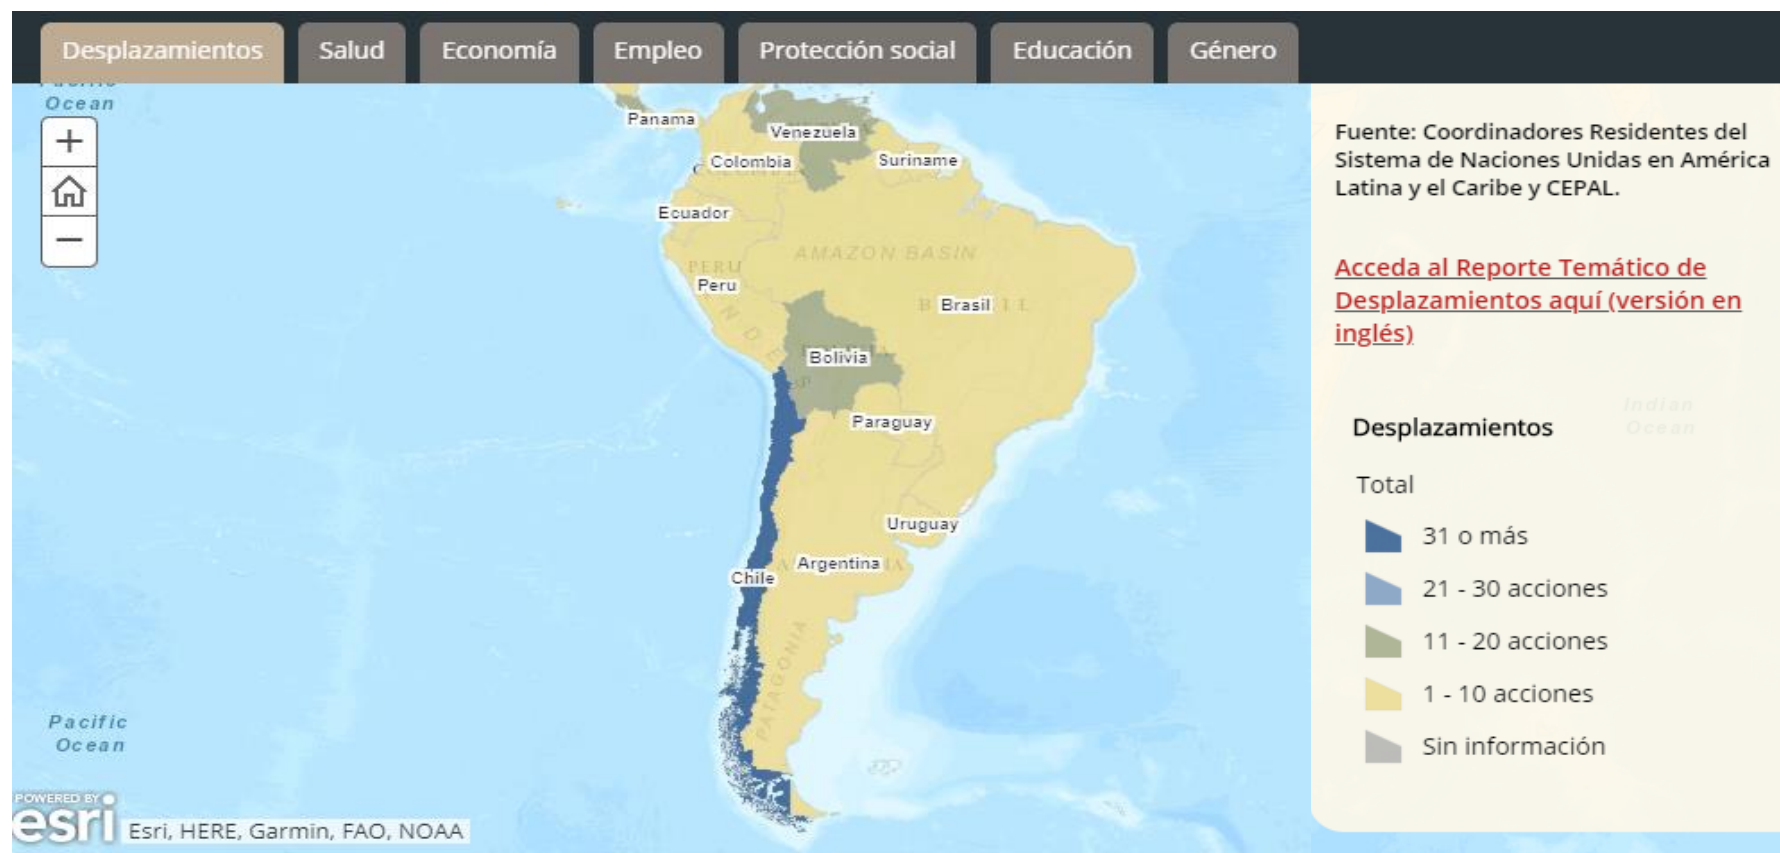 Desplazamientos
Salud
Economía
Empleo
Protección social
Educación
Género
Ocean
+
−
Panama
Venezuela
Colombia
Suriname
Ecuador
AMAZON BASIN
PERU
Peru
Brasil
Bolivia
Paraguay
Uruguay
Argentina
Chile
PATAGONIA
Pacific
Ocean
POWERED BY
esri
Esri, HERE, Garmin, FAO, NOAA
Fuente: Coordinadores Residentes del
Sistema de Naciones Unidas en América
Latina y el Caribe y CEPAL.
Acceda al Reporte Temático de
Desplazamientos aquí (versión en
inglés)
Indian
Ocean
Desplazamientos
Total
31 o más
21 - 30 acciones
11 - 20 acciones
1 - 10 acciones
Sin información